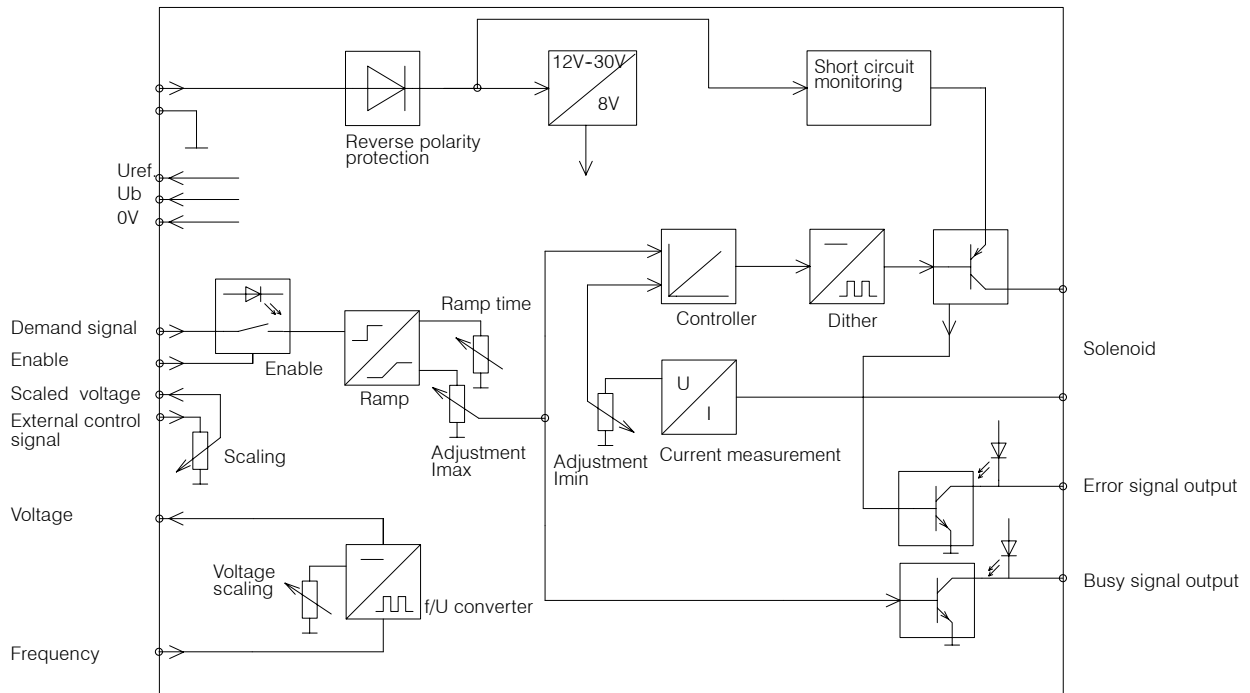 12V-30V
8V
Short circuit
monitoring
Reverse polarity
protection
Uref.
Ub
0V
Ramp time
Controller
Dither
Demand signal
Enable
Enable
Ramp
Solenoid
Scaled voltage
External control
signal
Scaling
Adjustment
Imax
U
I
Adjustment
Imin
Current measurement
Error signal output
Voltage
Voltage
scaling
f/U converter
Busy signal output
Frequency